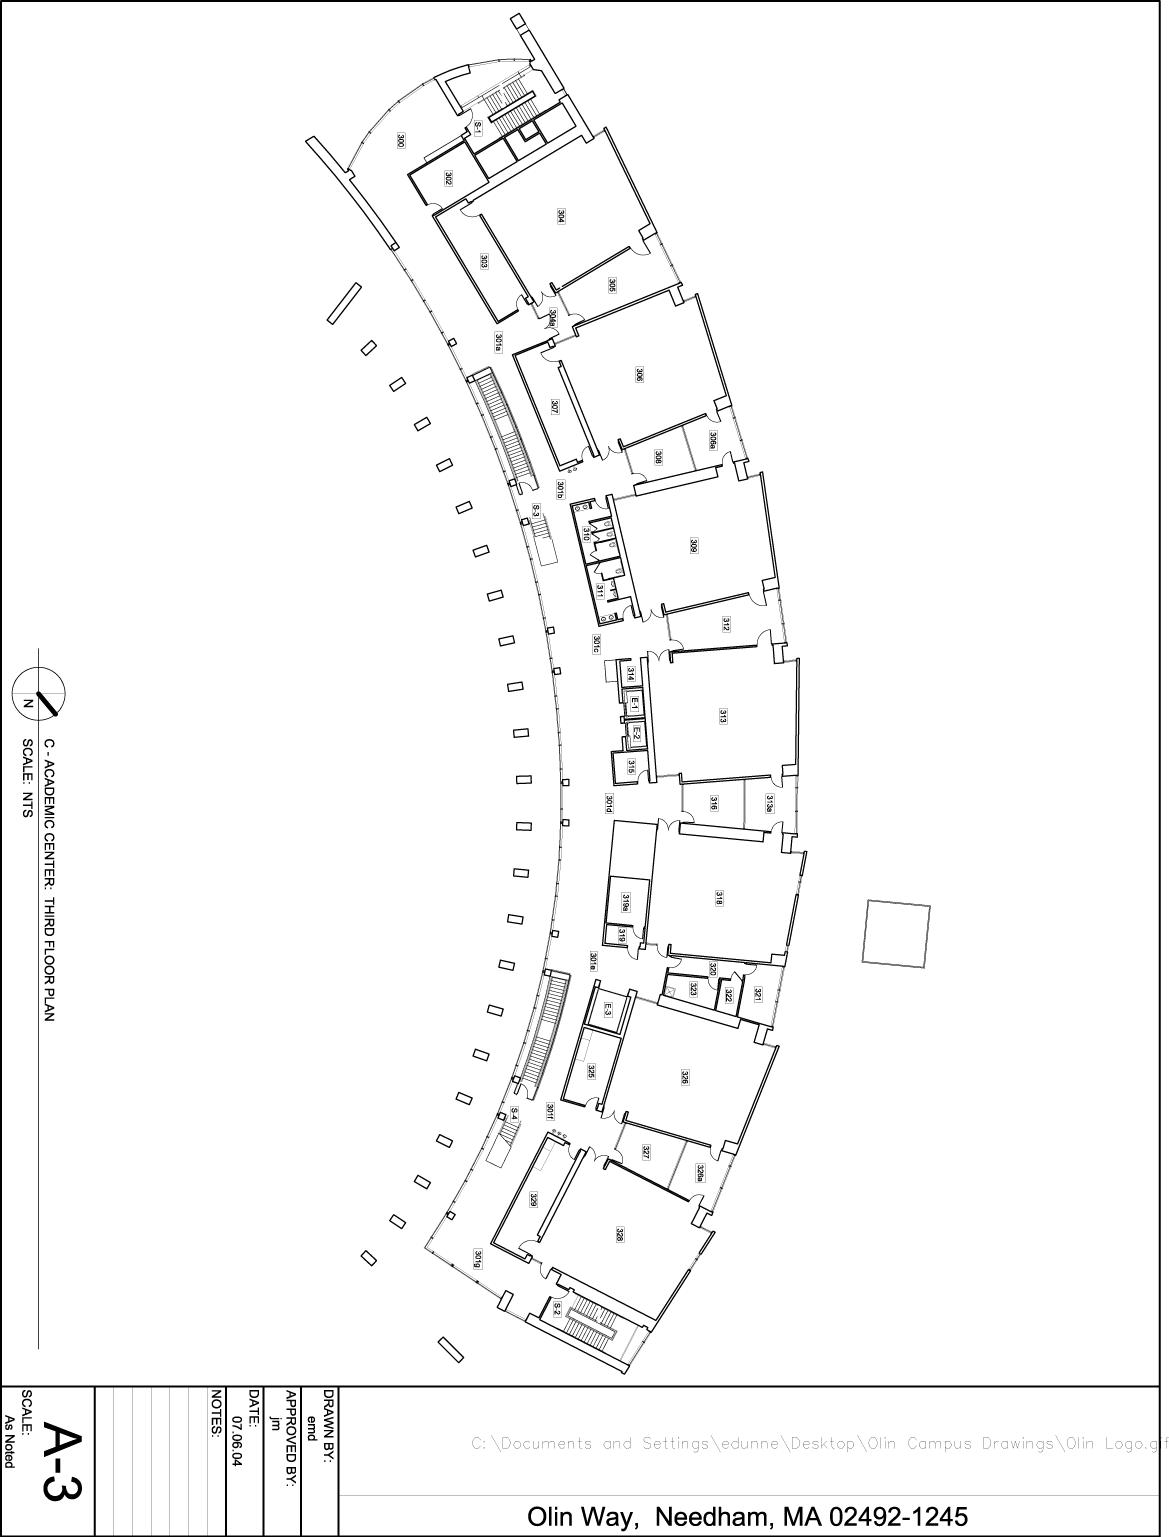 300
S-1
302
304
303
305
304a
301a
306
307
306a
308
301b
S-3
310
309
311
312
301c
314
E-1
313
E-2
315
301d
316
313a
318
319a
319
301e
320
323
322
321
E-3
325
326
301f
S-4
327
326a
329
328
301g
S-2
N
C - ACADEMIC CENTER: THIRD FLOOR PLAN
SCALE: NTS
DRAWN BY:
emd
APPROVED BY:
jm
DATE:
07.06.04
NOTES:
A-3
SCALE:
As Noted
C: \Documents and Settings\edunne\Desktop\Olin Campus Drawings\Olin Logo.gif
Olin Way, Needham, MA 02492-1245